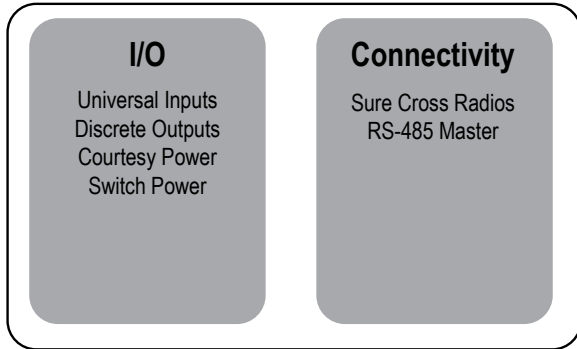 I/O
Universal Inputs
Discrete Outputs
Courtesy Power
Switch Power
Connectivity
Sure Cross Radios
RS-485 Master